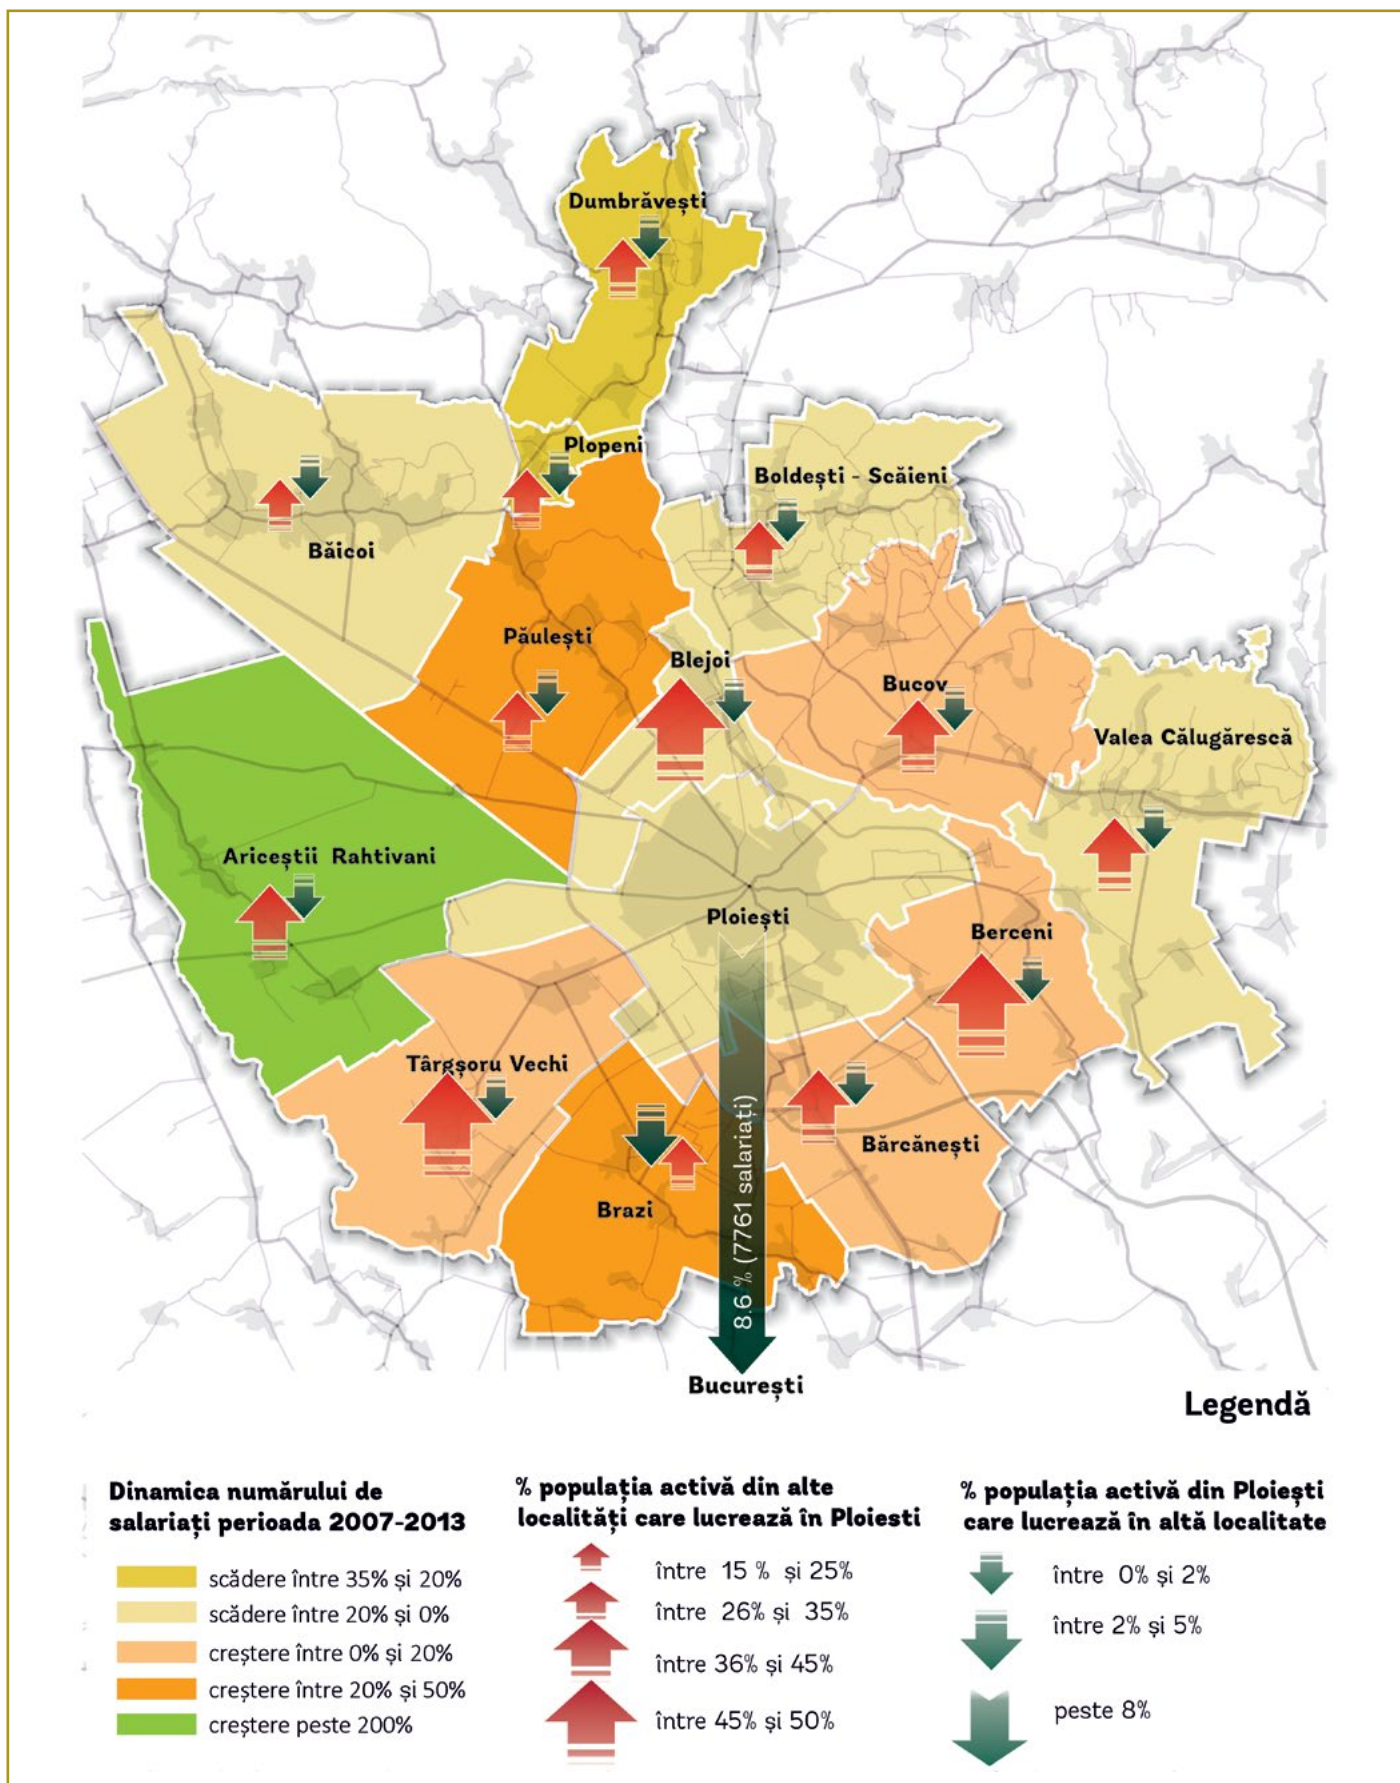 Dumbrăvești
Plopeni
Boldești - Scăieni
Băicoi
Păulești
Blejoi
Bucov
Valea Călugărescă
Ariceștii Rahtivani
Ploiești
Berceni
Târgșoru Vechi
Bărcănești
Brazi
8.6 % (7761 salariați)
București
Legendă
Dinamica numărului de
salariați perioada 2007-2013
scădere între 35% și 20%
scădere între 20% și 0%
creștere între 0% și 20%
creștere între 20% și 50%
creștere peste 200%
% populația activă din alte
localități care lucrează în Ploiesti
între 15 % și 25%
între 26% și 35%
între 36% și 45%
între 45% și 50%
% populația activă din Ploiești
care lucrează în altă localitate
între 0% și 2%
între 2% și 5%
peste 8%